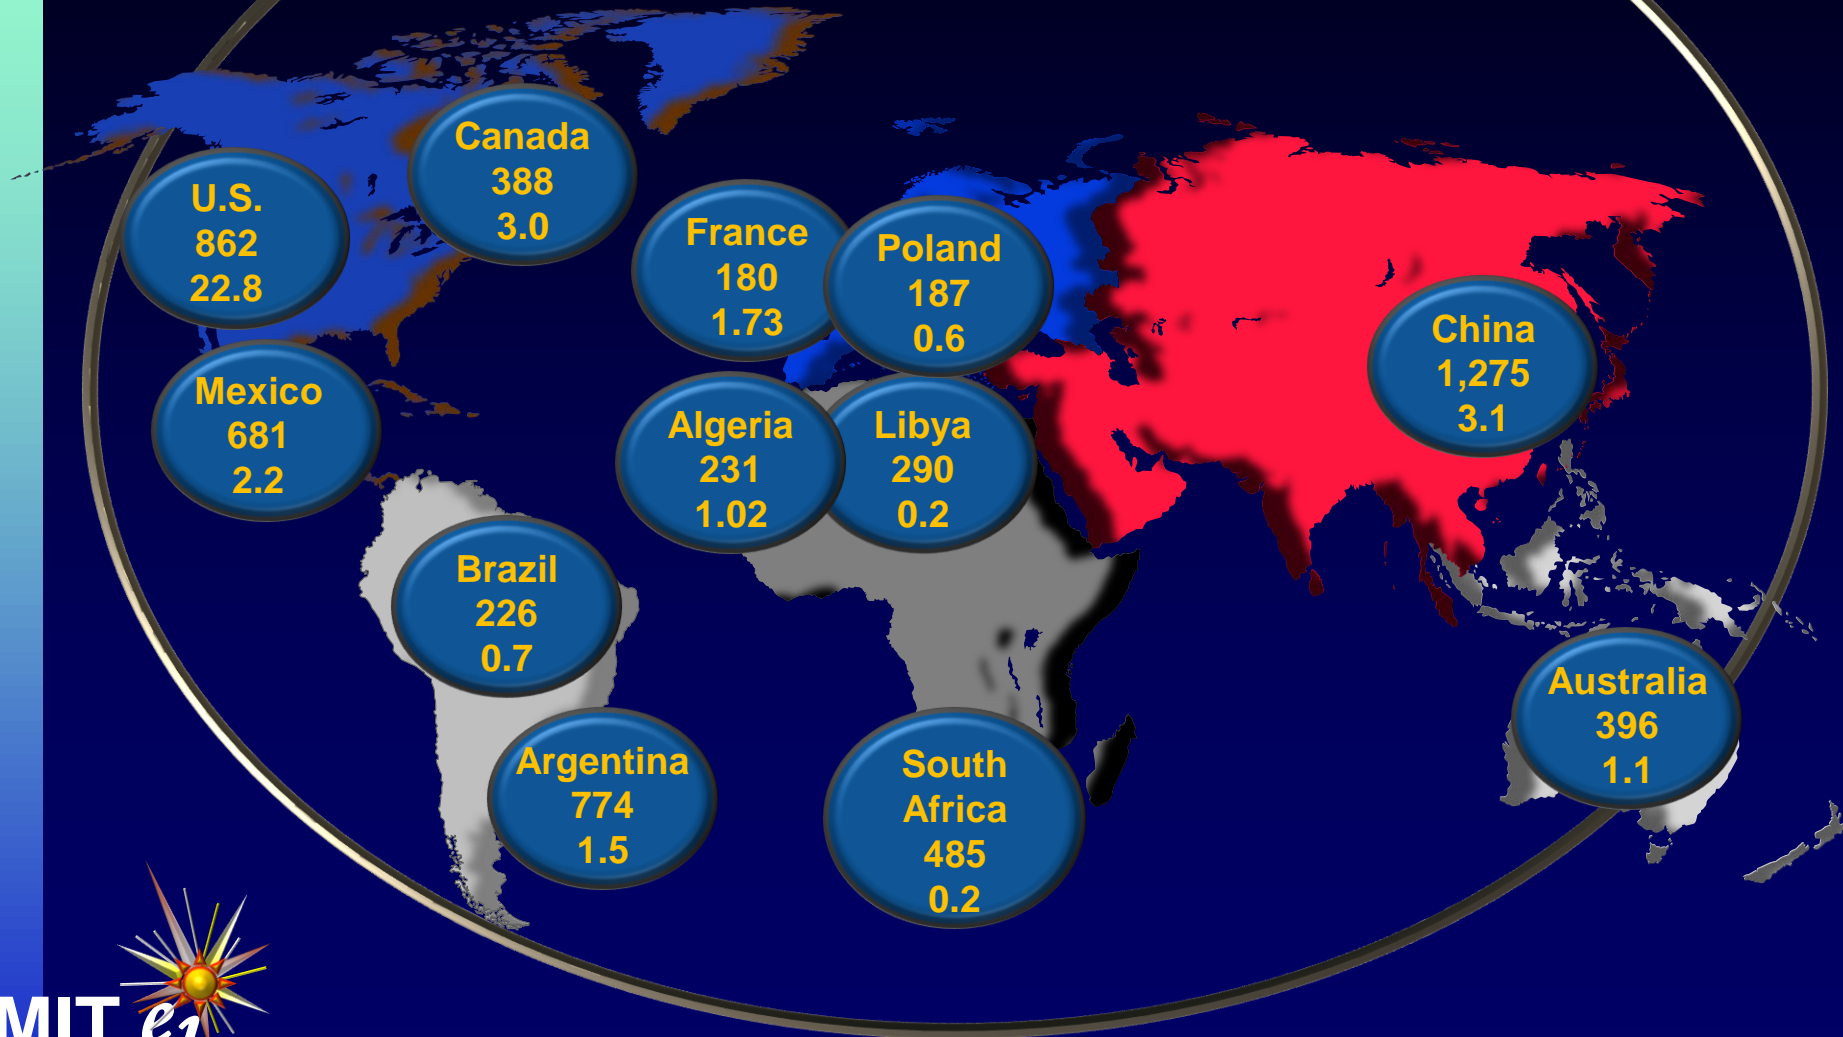 Canada
388
3.0
U.S.
862
22.8
France
180
1.73
Poland
187
0.6
China
1,275
3.1
Mexico
681
2.2
Algeria
231
1.02
Libya
290
0.2
Brazil
226
0.7
Australia
396
1.1
Argentina
774
1.5
South
Africa
485
0.2
MIT ei